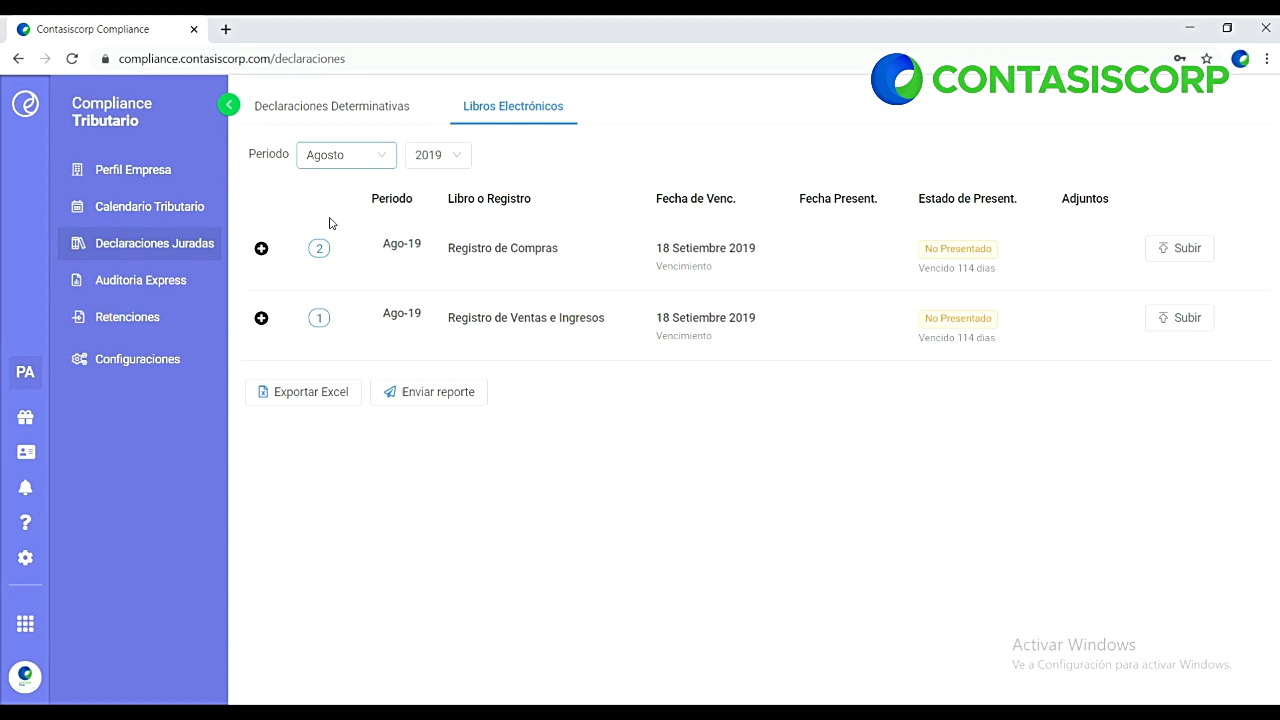 Contasiscorp Compliance
compliance.contasiscorp.com/declaraciones
CONTASISCORP
Compliance
Tributario
Declaraciones Determinativas
Libros Electrónicos
Periodo
Agosto
2019
Perfil Empresa
Calendario Tributario
Declaraciones Juradas
Auditoria Express
Retenciones
Configuraciones
PA
Periodo Libro o Registro Fecha de Venc. Fecha Present. Estado de Present. Adjuntos
2 Ago-19 Registro de Compras 18 Setiembre 2019 No Presentado Subir
Vencimiento Vencido 114 dias
1 Ago-19 Registro de Ventas e Ingresos 18 Setiembre 2019 No Presentado Subir
Vencimiento Vencido 114 dias
Exportar Excel
Enviar reporte
Activar Windows
Ve a Configuración para activar Windows.